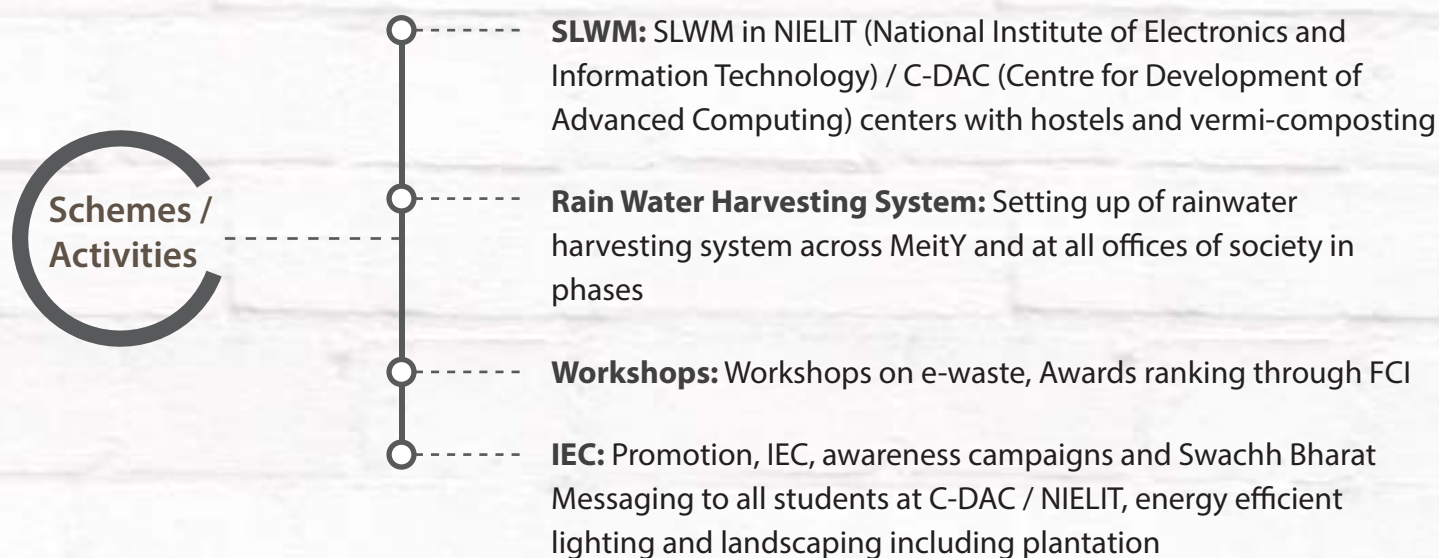 Schemes /
Activities
SLWM: SLWM in NIELIT (National Institute of Electronics and
Information Technology) / C-DAC (Centre for Development of
Advanced Computing) centers with hostels and vermi-composting
Rain Water Harvesting System: Setting up of rainwater
harvesting system across MeitY and at all offices of society in
phases
Workshops: Workshops on e-waste, Awards ranking through FCI
IEC: Promotion, IEC, awareness campaigns and Swachh Bharat
Messaging to all students at C-DAC / NIELIT, energy efficient
lighting and landscaping including plantation